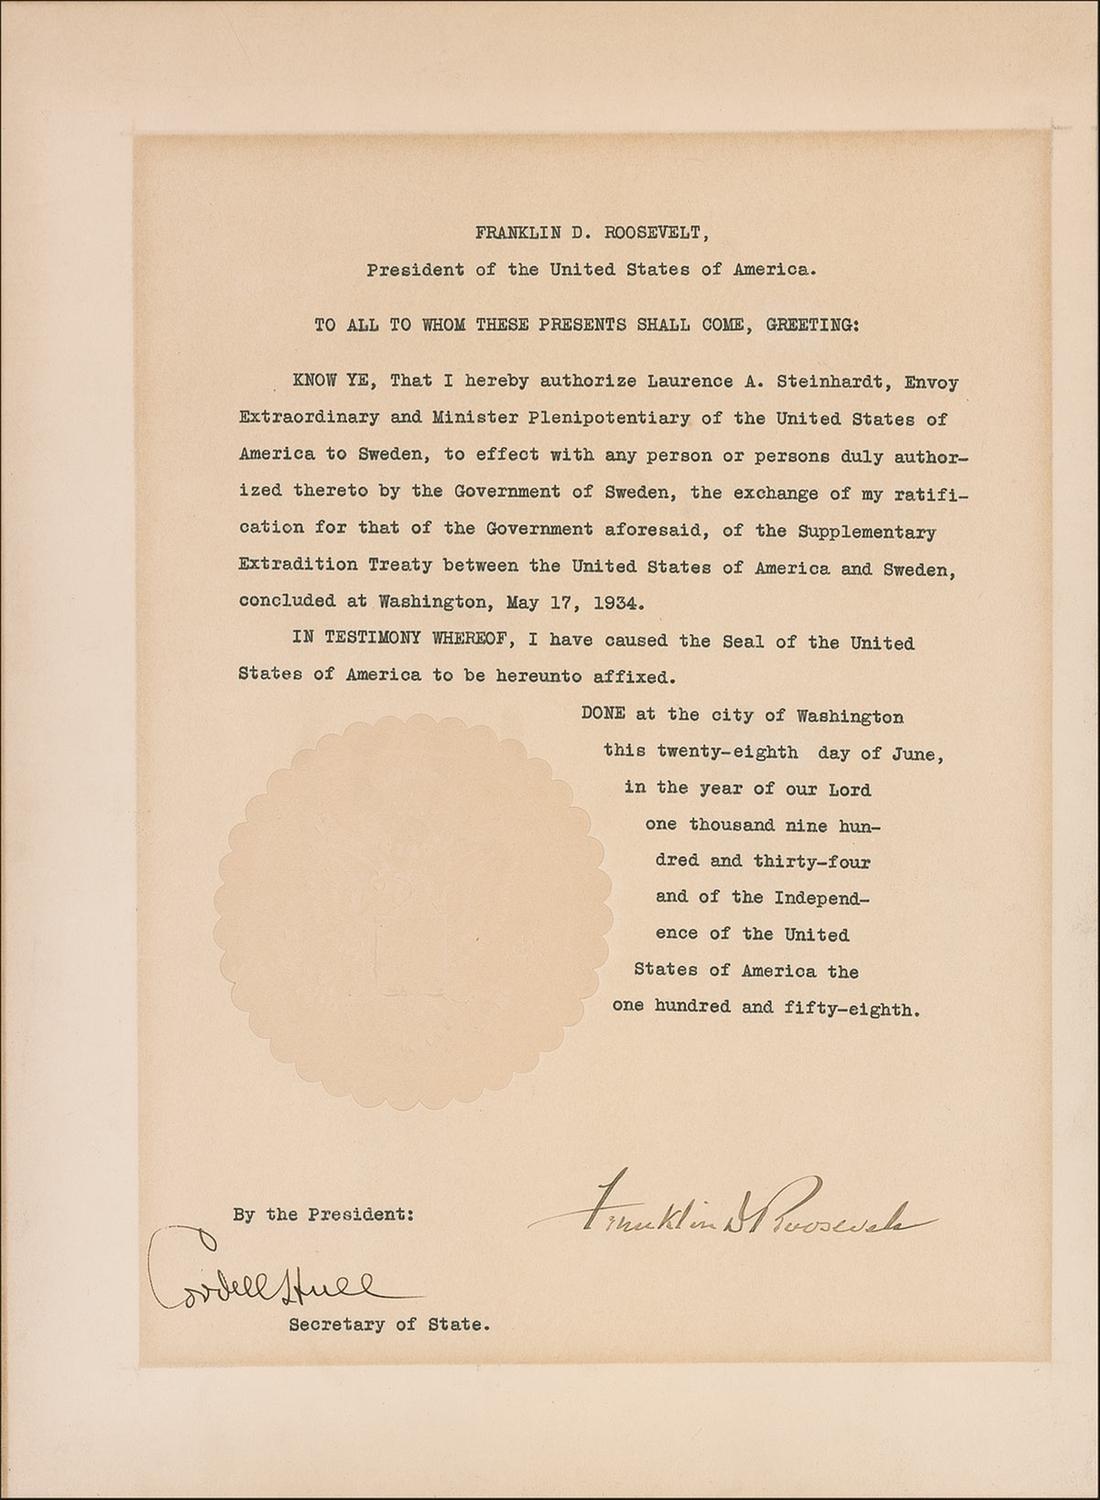 FRANKLIN D. ROOSEVELT,
President of the United States of America.
TO ALL TO WHOM THESE PRESENTS SHALL COME, GREETING:
KNOW YE, That I hereby authorize Laurence A. Steinhardt, Envoy
Extraordinary and Minister Plenipotentiary of the United States of
America to Sweden, to effect with any person or persons duly author-
ized thereto by the Government of Sweden, the exchange of my ratifi-
cation for that of the Government aforesaid, of the Supplementary
Extradition Treaty between the United States of America and Sweden,
concluded at Washington, May 17, 1934.
IN TESTIMONY WHEREOF, I have caused the Seal of the United
States of America to be hereunto affixed.
DONE at the city of Washington
this twenty-eighth day of June,
in the year of our Lord
one thousand nine hun-
dred and thirty-four
and of the Independ-
ence of the United
States of America the
one hundred and fifty-eighth.
Franklin D Roosevelt
By the President:
Cordell Hull
Secretary of State.